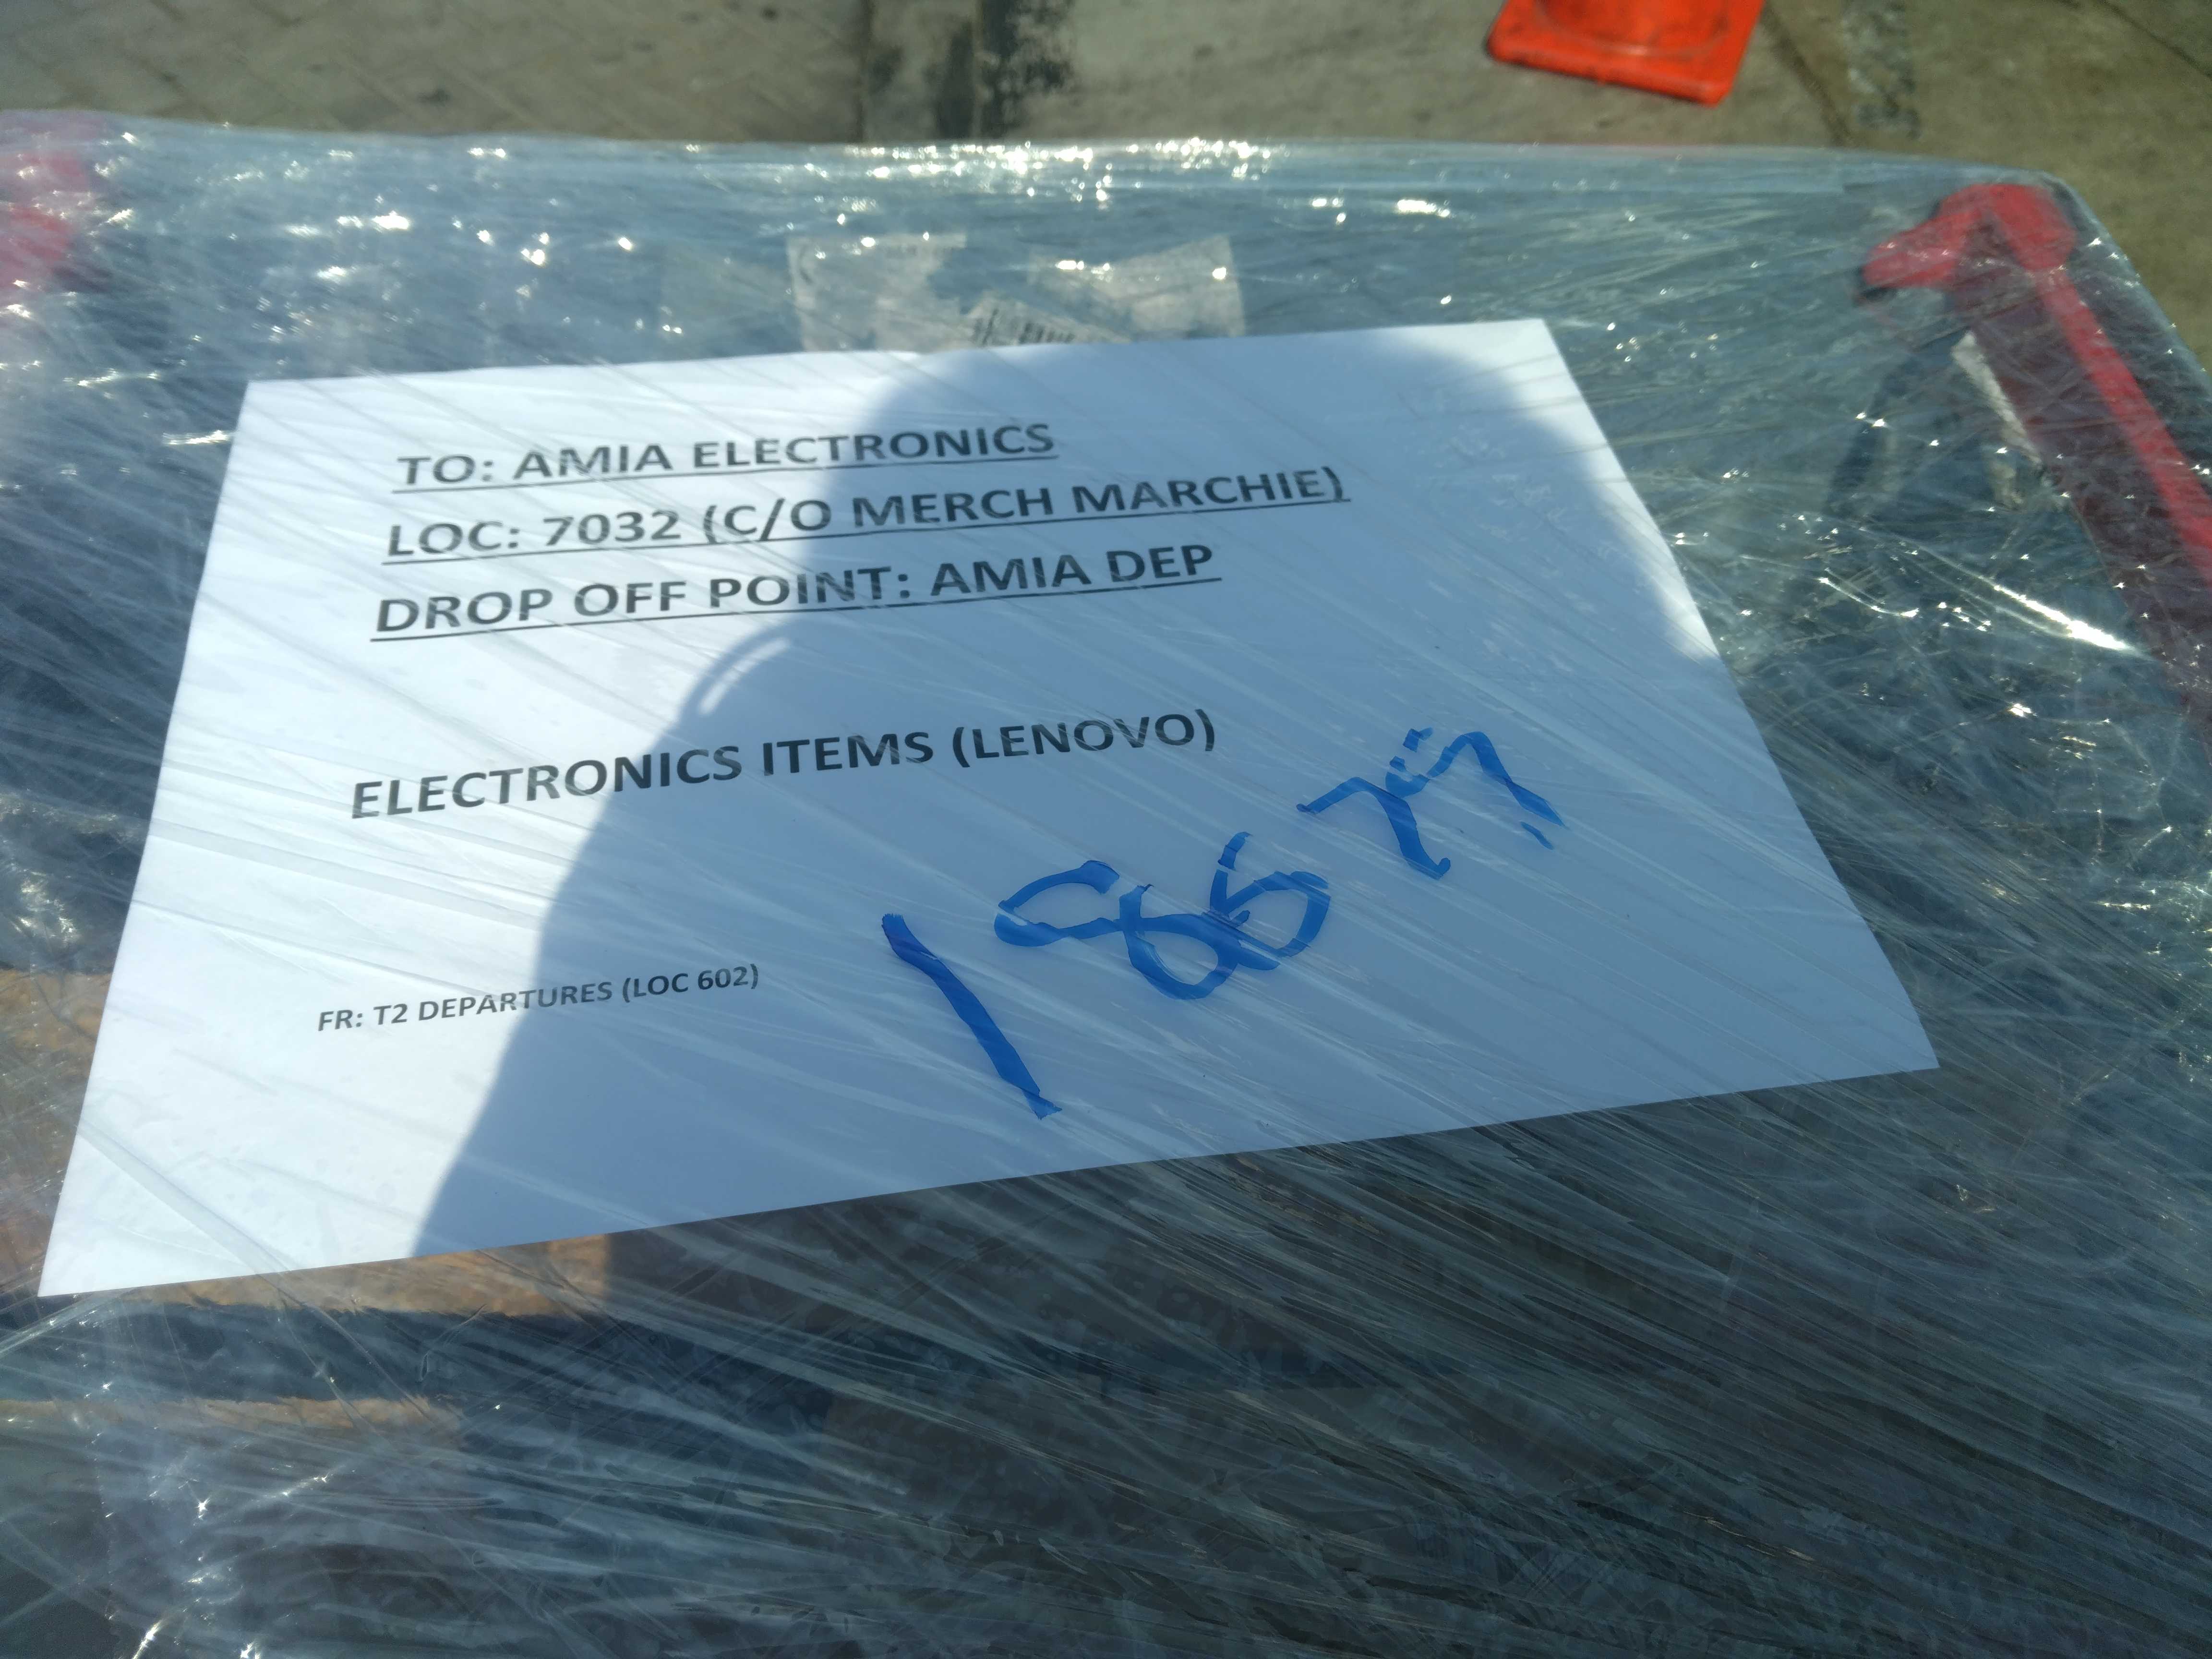 TO: AMIA ELECTRONICS
LOC: 7032 (C/O MERCH MARCHIE)
DROP OFF POINT: AMIA DEP
ELECTRONICS ITEMS (LENOVO)
FR: T2 DEPARTURES (LOC 602)